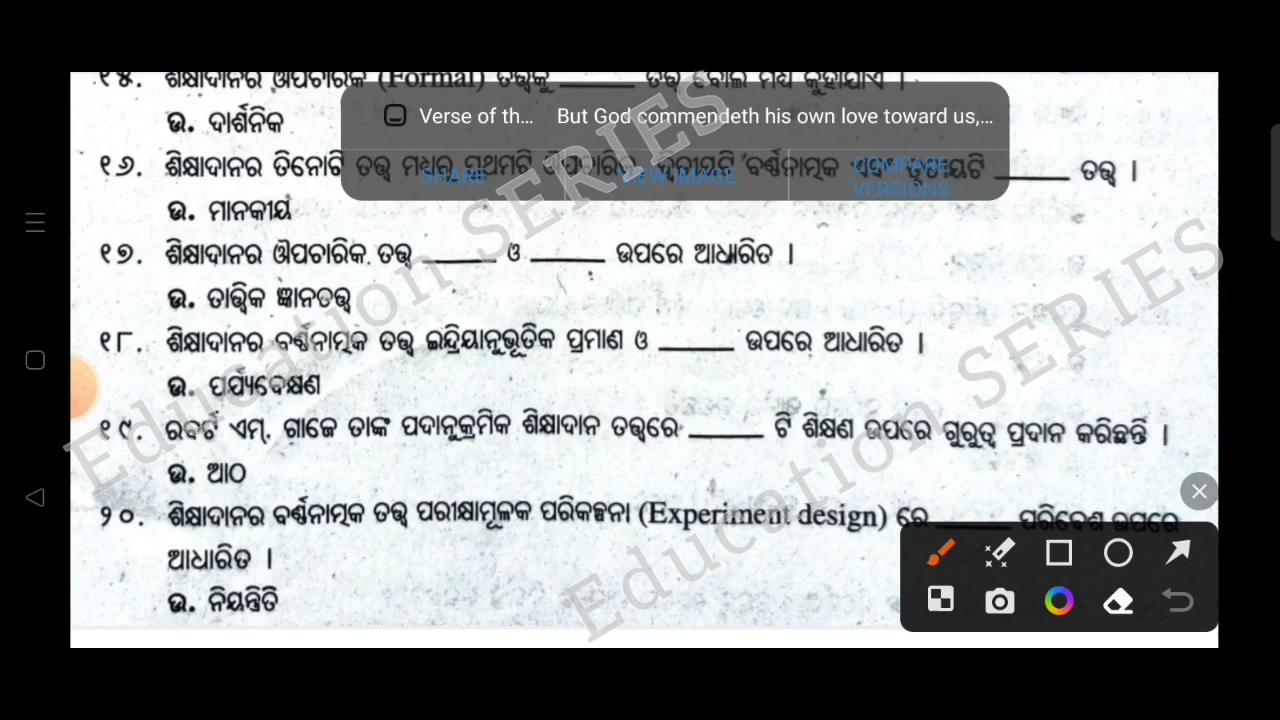 ୧୫. ଶିକ୍ଷାଦାନର ଔପଚାରିକ (Formal) ତତ୍ତ୍ୱକୁ ______ ତତ୍ତ୍ୱ ବୋଲି ମଧ୍ୟ କୁହାଯାଏ ।
Verse of th... But God commendeth his own love toward us,...
ଉ. ଦାର୍ଶନିକ
୧୬. ଶିକ୍ଷାଦାନର ତିନୋଟି ତତ୍ତ୍ୱ ମଧ୍ୟରୁ ପ୍ରଥମଟି ଔପଚାରିକ, ବର୍ଣ୍ଣନାତ୍ମକ ଏବଂ ତୃତୀୟଟି ______ ତତ୍ତ୍ୱ ।
SHARE VIEW IMAGE COMPARE VERSIONS
ଉ. ମାନକୀୟ
୧୭. ଶିକ୍ଷାଦାନର ଔପଚାରିକ ତତ୍ତ୍ୱ ______ ଓ ______ ଉପରେ ଆଧାରିତ ।
ଉ. ତାତ୍ତ୍ୱିକ ଜ୍ଞାନତତ୍ତ୍ୱ
୧୮. ଶିକ୍ଷାଦାନର ବର୍ଣ୍ଣନାତ୍ମକ ତତ୍ତ୍ୱ ଇନ୍ଦ୍ରିୟାନୁଭୂତିକ ପ୍ରମାଣ ଓ ______ ଉପରେ ଆଧାରିତ ।
ଉ. ପର୍ଯ୍ୟବେକ୍ଷଣ
୧୯. ରବର୍ଟ ଏମ୍. ଗାଜେ ତାଙ୍କ ପଦାନୁକ୍ରମିକ ଶିକ୍ଷାଦାନ ତତ୍ତ୍ୱରେ ______ ଟି ଶିକ୍ଷଣ ଉପରେ ଗୁରୁତ୍ୱ ପ୍ରଦାନ କରିଛନ୍ତି ।
ଉ. ଆଠ
୨୦. ଶିକ୍ଷାଦାନର ବର୍ଣ୍ଣନାତ୍ମକ ତତ୍ତ୍ୱ ପରୀକ୍ଷାମୂଳକ ପରିକଳ୍ପନା (Experiment design) ରେ ______ ପରିବେଶ ଉପରେ
ଆଧାରିତ ।
ଉ. ନିୟନ୍ତ୍ରିତି
Education SERIES
Education SERIES